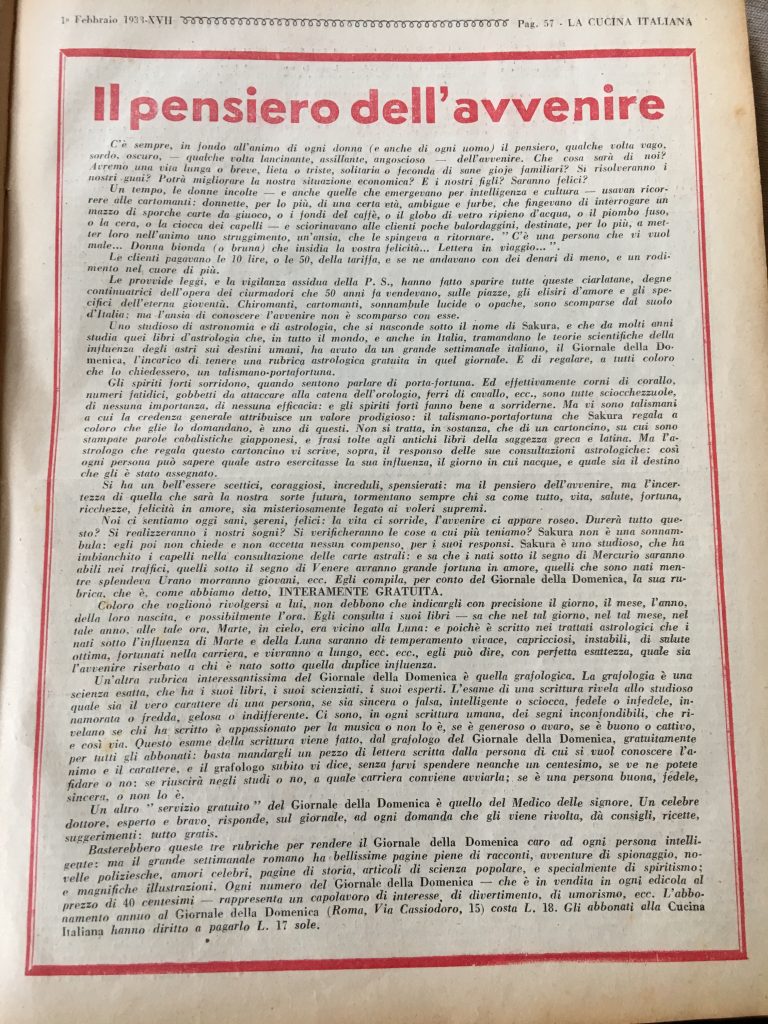 1º Febbraio 1939-XVII
Pag. 57 - LA CUCINA ITALIANA
Il pensiero dell'avvenire
C'è sempre, in fondo all'animo di ogni donna (e anche di ogni uomo) il pensiero, qualche volta vago,
sordo, oscuro, — qualche volta lancinante, assillante, angoscioso — dell'avvenire. Che cosa sarà di noi?
Avremo una vita lunga o breve, lieta o triste, solitaria o feconda di sane gioje familiari? Si risolveranno i
nostri guai? Potrà migliorare la nostra situazione economica? E i nostri figli? Saranno felici?
Un tempo, le donne incolte — e anche quelle che emergevano per intelligenza e cultura — usavan ricor-
rere alle cartomanti: donnette, per lo più, di una certa età, ambigue e furbe, che fingevano di interrogare un
mazzo di sporche carte da giuoco, o i fondi del caffè, o il globo di vetro ripieno d'acqua, o il piombo fuso,
o la cera, o la ciocca dei capelli — e sciorinavano alle clienti poche balordaggini, destinate, per lo più, a met-
ter loro nell'animo uno struggimento, un'ansia, che le spingeva a ritornare. " C'è una persona che vi vuol
male... Donna bionda (o bruna) che insidia la vostra felicità... Lettera in viaggio... ".
Le clienti pagavano le 10 lire, o le 50, della tariffa, e se ne andavano con dei denari di meno, e un rodi-
mento nel cuore di più.
Le provvide leggi, e la vigilanza assidua della P. S., hanno fatto sparire tutte queste ciarlatane, degne
continuatrici dell'opera dei ciurmadori che 50 anni fa vendevano, sulle piazze, gli elisiri d'amore e gli spe-
cifici dell'eterna gioventù. Chiromanti, cartomanti, sonnambule lucide o opache, sono scomparse dal suolo
d'Italia: ma l'ansia di conoscere l'avvenire non è scomparso con esse.
Uno studioso di astronomia e di astrologia, che si nasconde sotto il nome di Sakura, e che da molti anni
studia quei libri d'astrologia che, in tutto il mondo, e anche in Italia, tramandano le teorie scientifiche della
influenza degli astri sui destini umani, ha avuto da un grande settimanale italiano, il Giornale della Do-
menica, l'incarico di tenere una rubrica astrologica gratuita in quel giornale. E di regalare, a tutti coloro
che lo chiedessero, un talismano-portafortuna.
Gli spiriti forti sorridono, quando sentono parlare di porta-fortuna. Ed effettivamente corni di corallo,
numeri fatidici, gobbetti da attaccare alla catena dell'orologio, ferri di cavallo, ecc., sono tutte sciocchezzuole,
di nessuna importanza, di nessuna efficacia: e gli spiriti forti fanno bene a sorriderne. Ma vi sono talismani
a cui la credenza generale attribuisce un valore prodigioso: il talismano-portafortuna che Sakura regala a
coloro che glie lo domandano, è uno di questi. Non si tratta, in sostanza, che di un cartoncino, su cui sono
stampate parole cabalistiche giapponesi, e frasi tolte agli antichi libri della saggezza greca e latina. Ma l'a-
strologo che regala questo cartoncino vi scrive, sopra, il responso delle sue consultazioni astrologiche: così
ogni persona può sapere quale astro esercitasse la sua influenza, il giorno in cui nacque, e quale sia il destino
che gli è stato assegnato.
Si ha un bell'essere scettici, coraggiosi, increduli, spensierati: ma il pensiero dell'avvenire, ma l'incer-
tezza di quella che sarà la nostra sorte futura, tormentano sempre chi sa come tutto, vita, salute, fortuna,
ricchezze, felicità in amore, sia misteriosamente legato ai voleri supremi.
Noi ci sentiamo oggi sani, sereni, felici: la vita ci sorride, l'avvenire ci appare roseo. Durerà tutto que-
sto? Si realizzeranno i nostri sogni? Si verificheranno le cose a cui più teniamo? Sakura non è una sonnam-
bula: egli poi non chiede e non accetta nessun compenso, per i suoi responsi. Sakura è uno studioso, che ha
imbianchito i capelli nella consultazione delle carte astrali: e sa che i nati sotto il segno di Mercurio saranno
abili nei traffici, quelli sotto il segno di Venere avranno grande fortuna in amore, quelli che sono nati men-
tre splendeva Urano morranno giovani, ecc. Egli compila, per conto del Giornale della Domenica, la sua ru-
brica, che è, come abbiamo detto, INTERAMENTE GRATUITA.
Coloro che vogliono rivolgersi a lui, non debbono che indicargli con precisione il giorno, il mese, l'anno,
della loro nascita, e possibilmente l'ora. Egli consulta i suoi libri — sa che nel tal giorno, nel tal mese, nel
tale anno, alle tale ora, Marte, in cielo, era vicino alla Luna: e poichè è scritto nei trattati astrologici che i
nati sotto l'influenza di Marte e della Luna saranno di temperamento vivace, capricciosi, instabili, di salute
ottima, fortunati nella carriera, e vivranno a lungo, ecc. ecc., egli può dire, con perfetta esattezza, quale sia
l'avvenire riserbato a chi è nato sotto quella duplice influenza.
Un'altra rubrica interessantissima del Giornale della Domenica è quella grafologica. La grafologia è una
scienza esatta, che ha i suoi libri, i suoi scienziati, i suoi esperti. L'esame di una scrittura rivela allo studioso
quale sia il vero carattere di una persona, se sia sincera o falsa, intelligente o sciocca, fedele o infedele, in-
namorata o fredda, gelosa o indifferente. Ci sono, in ogni scrittura umana, dei segni inconfondibili, che ri-
velano se chi ha scritto è appassionato per la musica o non lo è, se è generoso o avaro, se è buono o cattivo,
e così via. Questo esame della scrittura viene fatto, dal grafologo del Giornale della Domenica, gratuitamente
per tutti gli abbonati: basta mandargli un pezzo di lettera scritta dalla persona di cui si vuol conoscere l'a-
nimo e il carattere, e il grafologo subito vi dice, senza farvi spendere neanche un centesimo, se ve ne potete
fidare o no: se riuscirà negli studi o no, a quale carriera conviene avviarla; se è una persona buona, fedele,
sincera, o non lo è.
Un altro " servizio gratuito " del Giornale della Domenica è quello del Medico delle signore. Un celebre
dottore, esperto e bravo, risponde, sul giornale, ad ogni domanda che gli viene rivolta, dà consigli, ricette,
suggerimenti: tutto gratis.
Basterebbero queste tre rubriche per rendere il Giornale della Domenica caro ad ogni persona intelli-
gente: ma il grande settimanale romano ha bellissime pagine piene di racconti, avventure di spionaggio, no-
velle poliziesche, amori celebri, pagine di storia, articoli di scienza popolare, e specialmente di spiritismo;
e magnifiche illustrazioni. Ogni numero del Giornale della Domenica — che è in vendita in ogni edicola al
prezzo di 40 centesimi — rappresenta un capolavoro di interesse, di divertimento, di umorismo, ecc. L'abbo-
namento annuo al Giornale della Domenica (Roma, Via Cassiodoro, 15) costa L. 18. Gli abbonati alla Cucina
Italiana hanno diritto a pagarlo L. 17 sole.